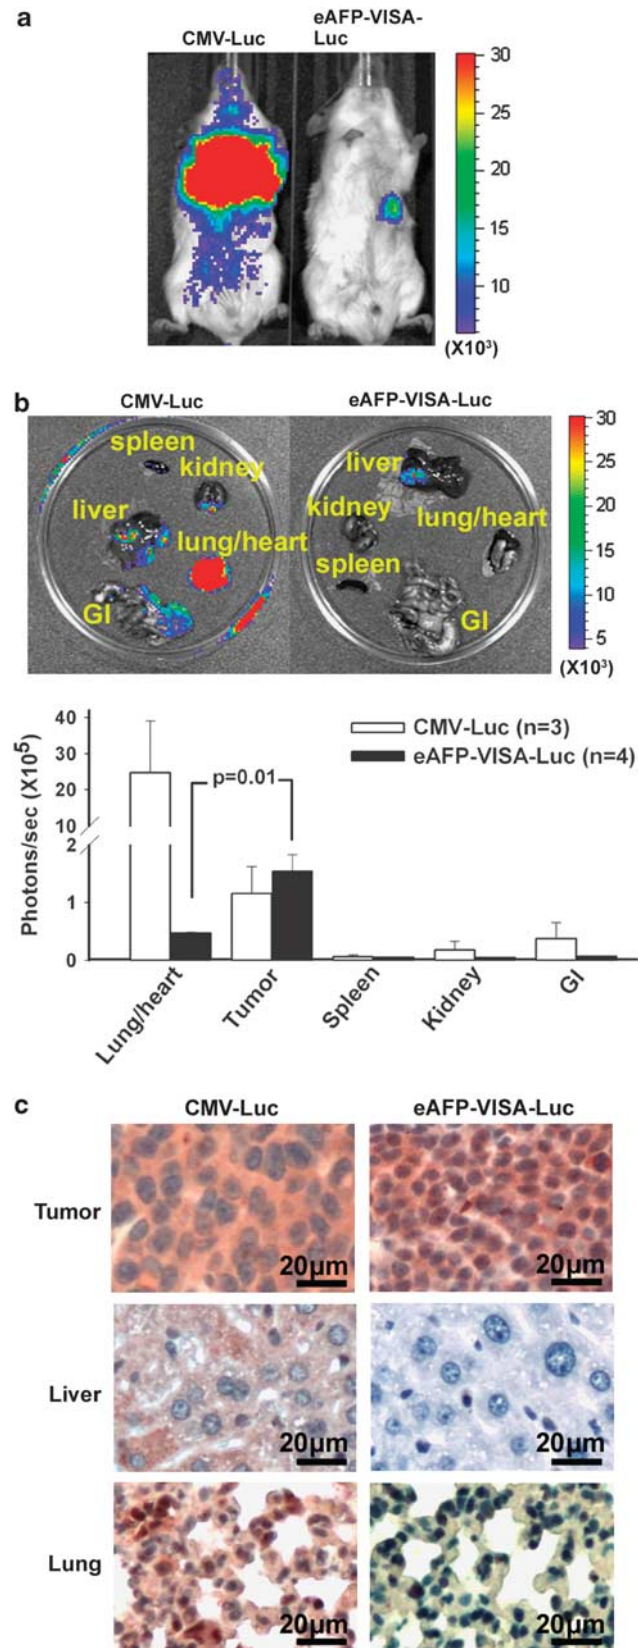 a
CMV-Luc
eAFP-VISA-
Luc
30
20
10
(X10³)
b
CMV-Luc
eAFP-VISA-Luc
spleen
kidney
liver
lung/heart
GI
liver
kidney
lung/heart
spleen
GI
30
25
20
15
10
5
(X10³)
Photons/sec (X10⁵)
40
30
20
10
2
1
0
CMV-Luc (n=3)
eAFP-VISA-Luc (n=4)
p=0.01
Lung/heart
Tumor
Spleen
Kidney
GI
c
CMV-Luc
eAFP-VISA-Luc
Tumor
20µm
20µm
Liver
20µm
20µm
Lung
20µm
20µm